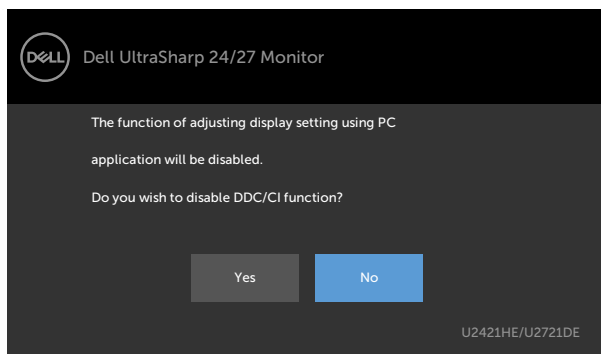 DELL
Dell UltraSharp 24/27 Monitor
The function of adjusting display setting using PC
application will be disabled.
Do you wish to disable DDC/CI function?
Yes
No
U2421HE/U2721DE